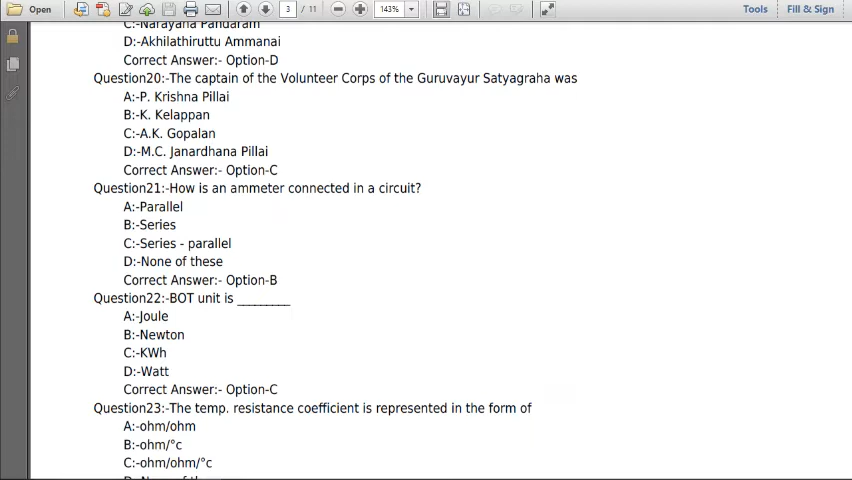 Open
3 / 11
143%
Tools
Fill & Sign
C:-Narayana Pandaram
D:-Akhilathiruttu Ammanai
Correct Answer:- Option-D
Question20:-The captain of the Volunteer Corps of the Guruvayur Satyagraha was
A:-P. Krishna Pillai
B:-K. Kelappan
C:-A.K. Gopalan
D:-M.C. Janardhana Pillai
Correct Answer:- Option-C
Question21:-How is an ammeter connected in a circuit?
A:-Parallel
B:-Series
C:-Series - parallel
D:-None of these
Correct Answer:- Option-B
Question22:-BOT unit is _________
A:-Joule
B:-Newton
C:-KWh
D:-Watt
Correct Answer:- Option-C
Question23:-The temp. resistance coefficient is represented in the form of
A:-ohm/ohm
B:-ohm/°c
C:-ohm/ohm/°c